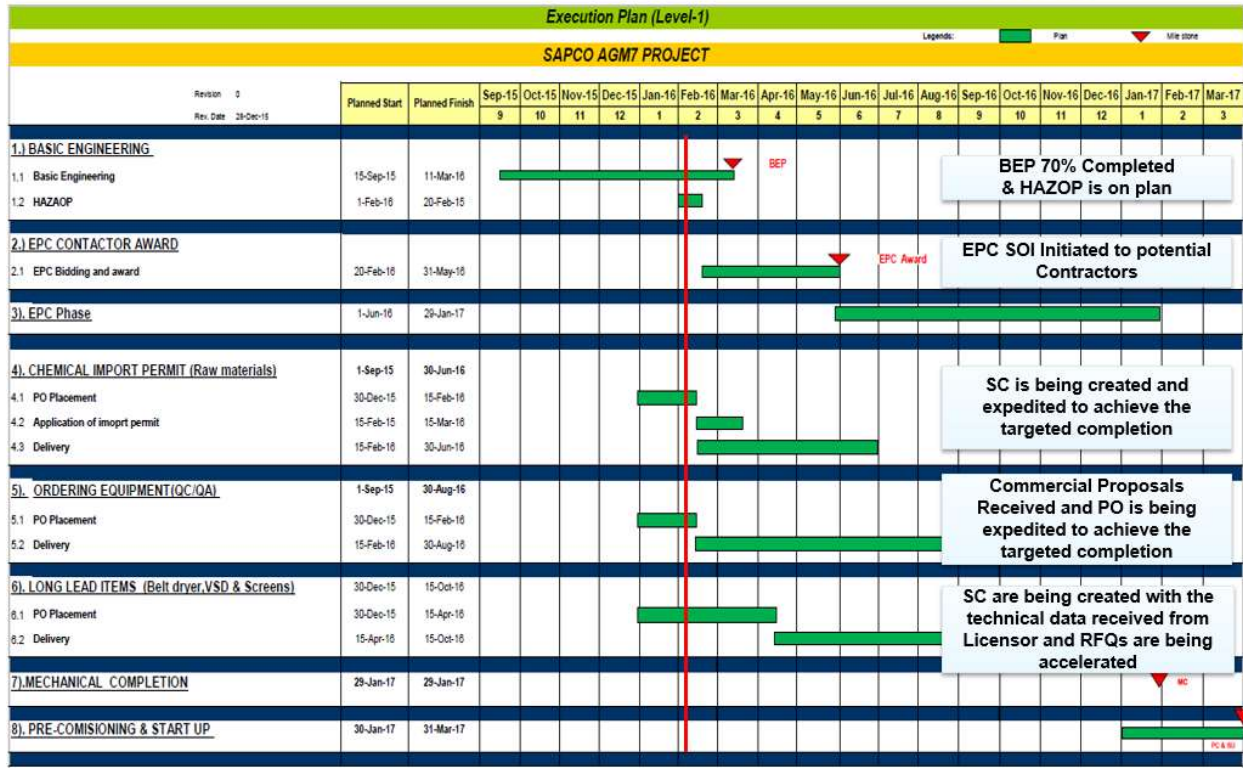 Execution Plan (Level-1)
Legends: Plan Mile stone
SAPCO AGM7 PROJECT
Revision 0
Rev. Date 28-Dec-15
Planned Start Planned Finish Sep-15 Oct-15 Nov-15 Dec-15 Jan-16 Feb-16 Mar-16 Apr-16 May-16 Jun-16 Jul-16 Aug-16 Sep-16 Oct-16 Nov-16 Dec-16 Jan-17 Feb-17 Mar-17
9 10 11 12 1 2 3 4 5 6 7 8 9 10 11 12 1 2 3
1.) BASIC ENGINEERING
BEP
1.1 Basic Engineering 15-Sep-15 11-Mar-16
1.2 HAZAOP 1-Feb-16 20-Feb-15
BEP 70% Completed
& HAZOP is on plan
2.) EPC CONTACTOR AWARD
2.1 EPC Bidding and award 20-Feb-16 31-May-16
EPC Award
EPC SOI Initiated to potential
Contractors
3). EPC Phase 1-Jun-16 29-Jan-17
4). CHEMICAL IMPORT PERMIT (Raw materials) 1-Sep-15 30-Jun-16
4.1 PO Placement 30-Dec-15 15-Feb-16
4.2 Application of imoprt permit 15-Feb-15 15-Mar-16
4.3 Delivery 15-Feb-16 30-Jun-16
SC is being created and
expedited to achieve the
targeted completion
5). ORDERING EQUIPMENT(QC/QA) 1-Sep-15 30-Aug-16
5.1 PO Placement 30-Dec-15 15-Feb-16
5.2 Delivery 15-Feb-16 30-Aug-16
Commercial Proposals
Received and PO is being
expedited to achieve the
targeted completion
6). LONG LEAD ITEMS (Belt dryer,VSD & Screens) 30-Dec-15 15-Oct-16
6.1 PO Placement 30-Dec-15 15-Apr-16
6.2 Delivery 15-Apr-16 15-Oct-16
SC are being created with the
technical data received from
Licensor and RFQs are being
accelerated
7).MECHANICAL COMPLETION 29-Jan-17 29-Jan-17
MC
8). PRE-COMISIONING & START UP 30-Jan-17 31-Mar-17
PC & SU